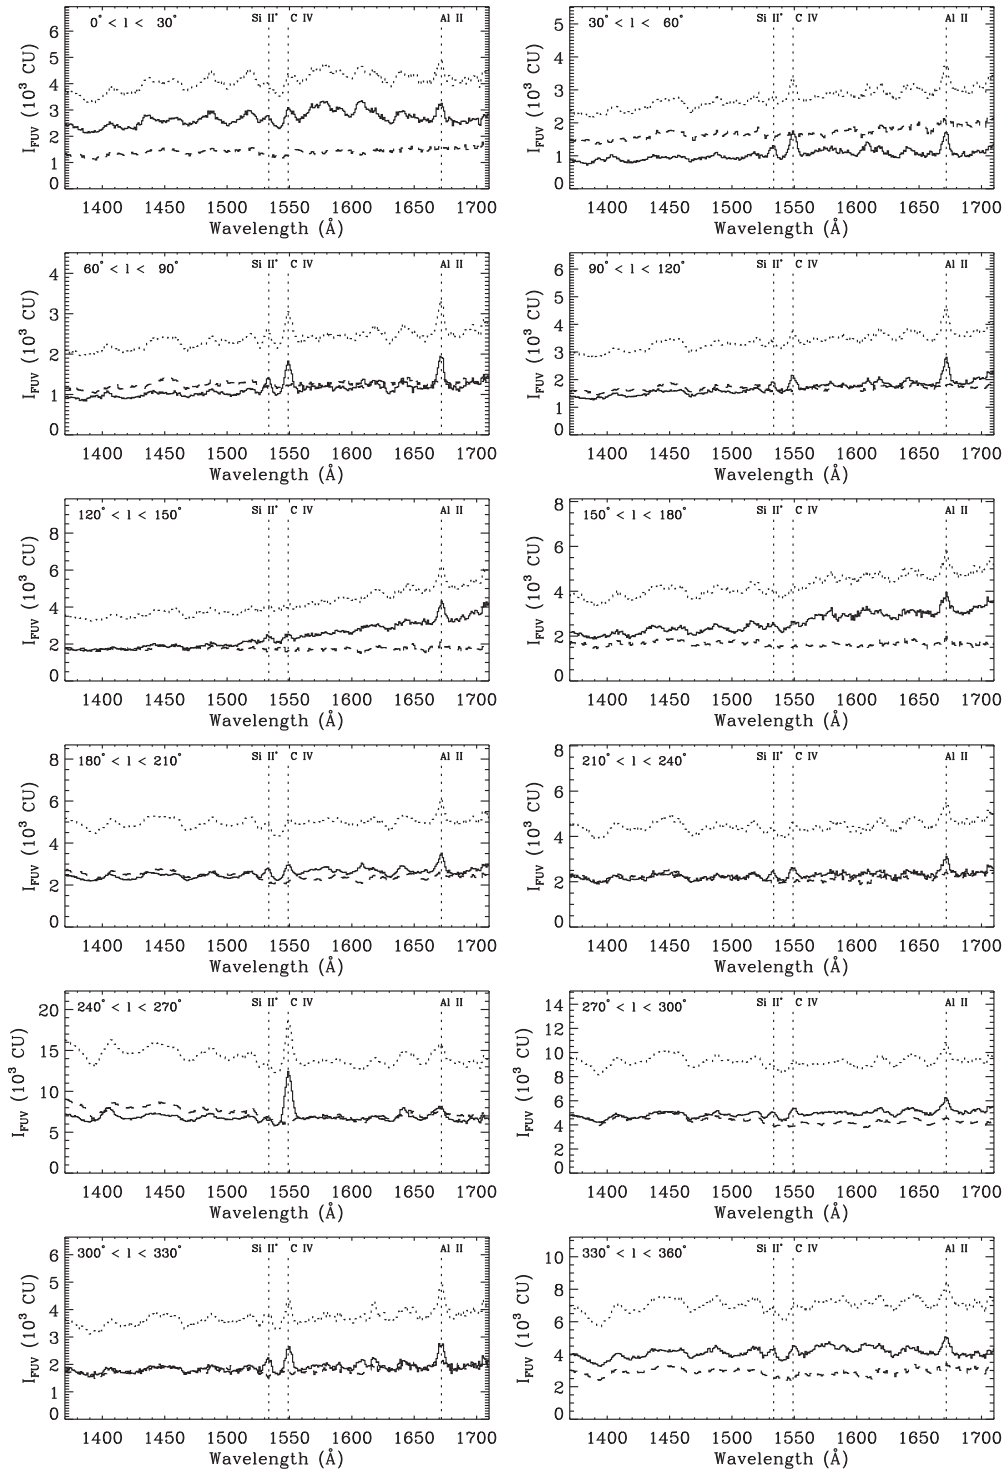 0° < l < 30° Si II* C IV Al II
I_FUV (10³ CU)
6
5
4
3
2
1
0
1400 1450 1500 1550 1600 1650 1700
Wavelength (Å)
30° < l < 60° Si II* C IV Al II
I_FUV (10³ CU)
5
4
3
2
1
0
1400 1450 1500 1550 1600 1650 1700
Wavelength (Å)
60° < l < 90° Si II* C IV Al II
I_FUV (10³ CU)
4
3
2
1
0
1400 1450 1500 1550 1600 1650 1700
Wavelength (Å)
90° < l < 120° Si II* C IV Al II
I_FUV (10³ CU)
6
5
4
3
2
1
0
1400 1450 1500 1550 1600 1650 1700
Wavelength (Å)
120° < l < 150° Si II* C IV Al II
I_FUV (10³ CU)
8
6
4
2
0
1400 1450 1500 1550 1600 1650 1700
Wavelength (Å)
150° < l < 180° Si II* C IV Al II
I_FUV (10³ CU)
8
6
4
2
0
1400 1450 1500 1550 1600 1650 1700
Wavelength (Å)
180° < l < 210° Si II* C IV Al II
I_FUV (10³ CU)
8
6
4
2
0
1400 1450 1500 1550 1600 1650 1700
Wavelength (Å)
210° < l < 240° Si II* C IV Al II
I_FUV (10³ CU)
8
6
4
2
0
1400 1450 1500 1550 1600 1650 1700
Wavelength (Å)
240° < l < 270° Si II* C IV Al II
I_FUV (10³ CU)
20
15
10
5
0
1400 1450 1500 1550 1600 1650 1700
Wavelength (Å)
270° < l < 300° Si II* C IV Al II
I_FUV (10³ CU)
14
12
10
8
6
4
2
0
1400 1450 1500 1550 1600 1650 1700
Wavelength (Å)
300° < l < 330° Si II* C IV Al II
I_FUV (10³ CU)
6
5
4
3
2
1
0
1400 1450 1500 1550 1600 1650 1700
Wavelength (Å)
330° < l < 360° Si II* C IV Al II
I_FUV (10³ CU)
10
8
6
4
2
0
1400 1450 1500 1550 1600 1650 1700
Wavelength (Å)